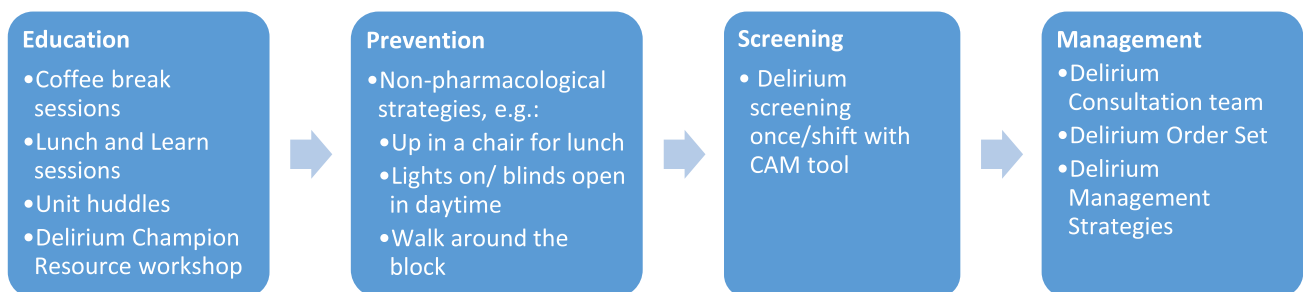 Education
•Coffee break
sessions
•Lunch and Learn
sessions
•Unit huddles
•Delirium Champion
Resource workshop
Prevention
•Non-pharmacological
strategies, e.g.:
•Up in a chair for lunch
•Lights on/ blinds open
in daytime
•Walk around the
block
Screening
• Delirium
screening
once/shift with
CAM tool
Management
•Delirium
Consultation team
•Delirium Order Set
•Delirium
Management
Strategies